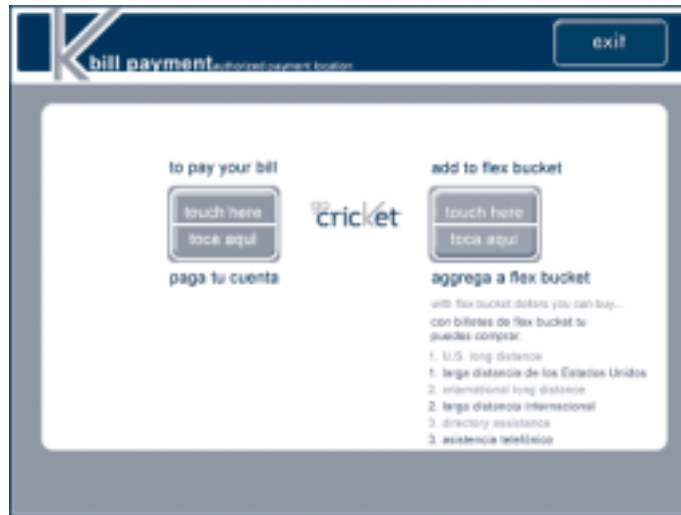 bill payment authorized payment location
exit
to pay your bill
touch here
toca aquí
paga tu cuenta
cricket
add to flex bucket
touch here
toca aquí
aggrega a flex bucket
with flex bucket dollars you can buy...
con billetes de flex bucket tu
puedes comprar:
1. U.S. long distance
1. larga distancia de los Estados Unidos
2. international long distance
2. larga distancia internacional
3. directory assistance
3. asistencia telefónico